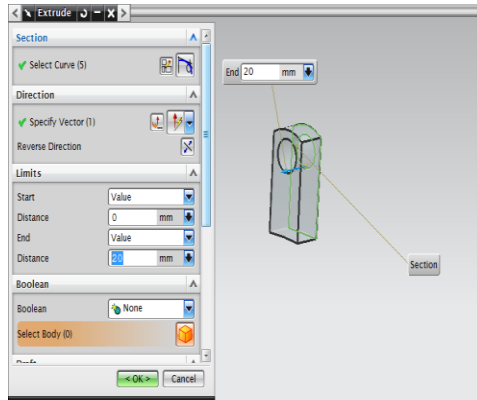 Extrude
Section
Select Curve (5)
End 20 mm
Direction
Specify Vector (1)
Reverse Direction
Limits
Start Value
Distance 0 mm
End Value
Distance 20 mm
Section
Boolean
Boolean None
Select Body (0)
< OK > Cancel